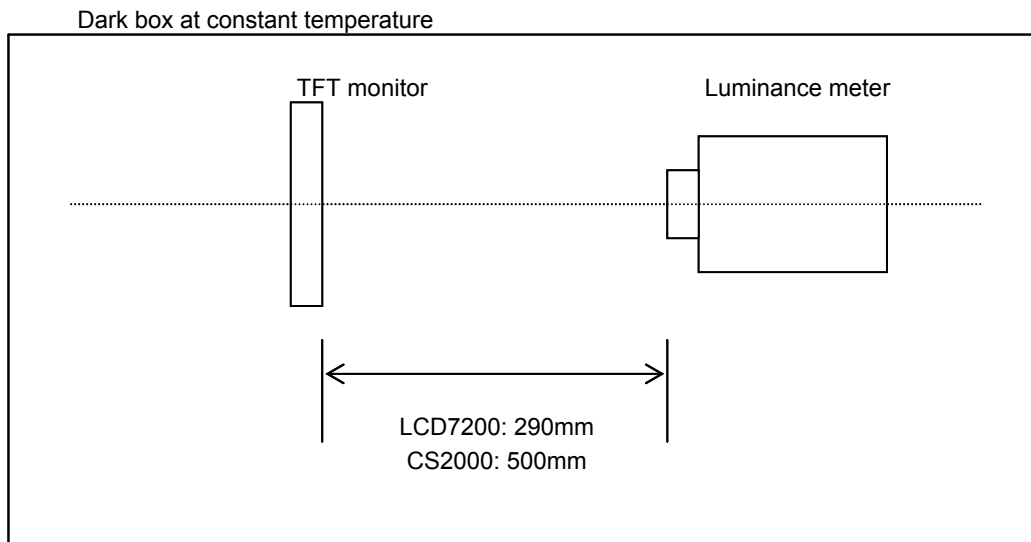 Dark box at constant temperature
TFT monitor
Luminance meter
LCD7200: 290mm
CS2000: 500mm